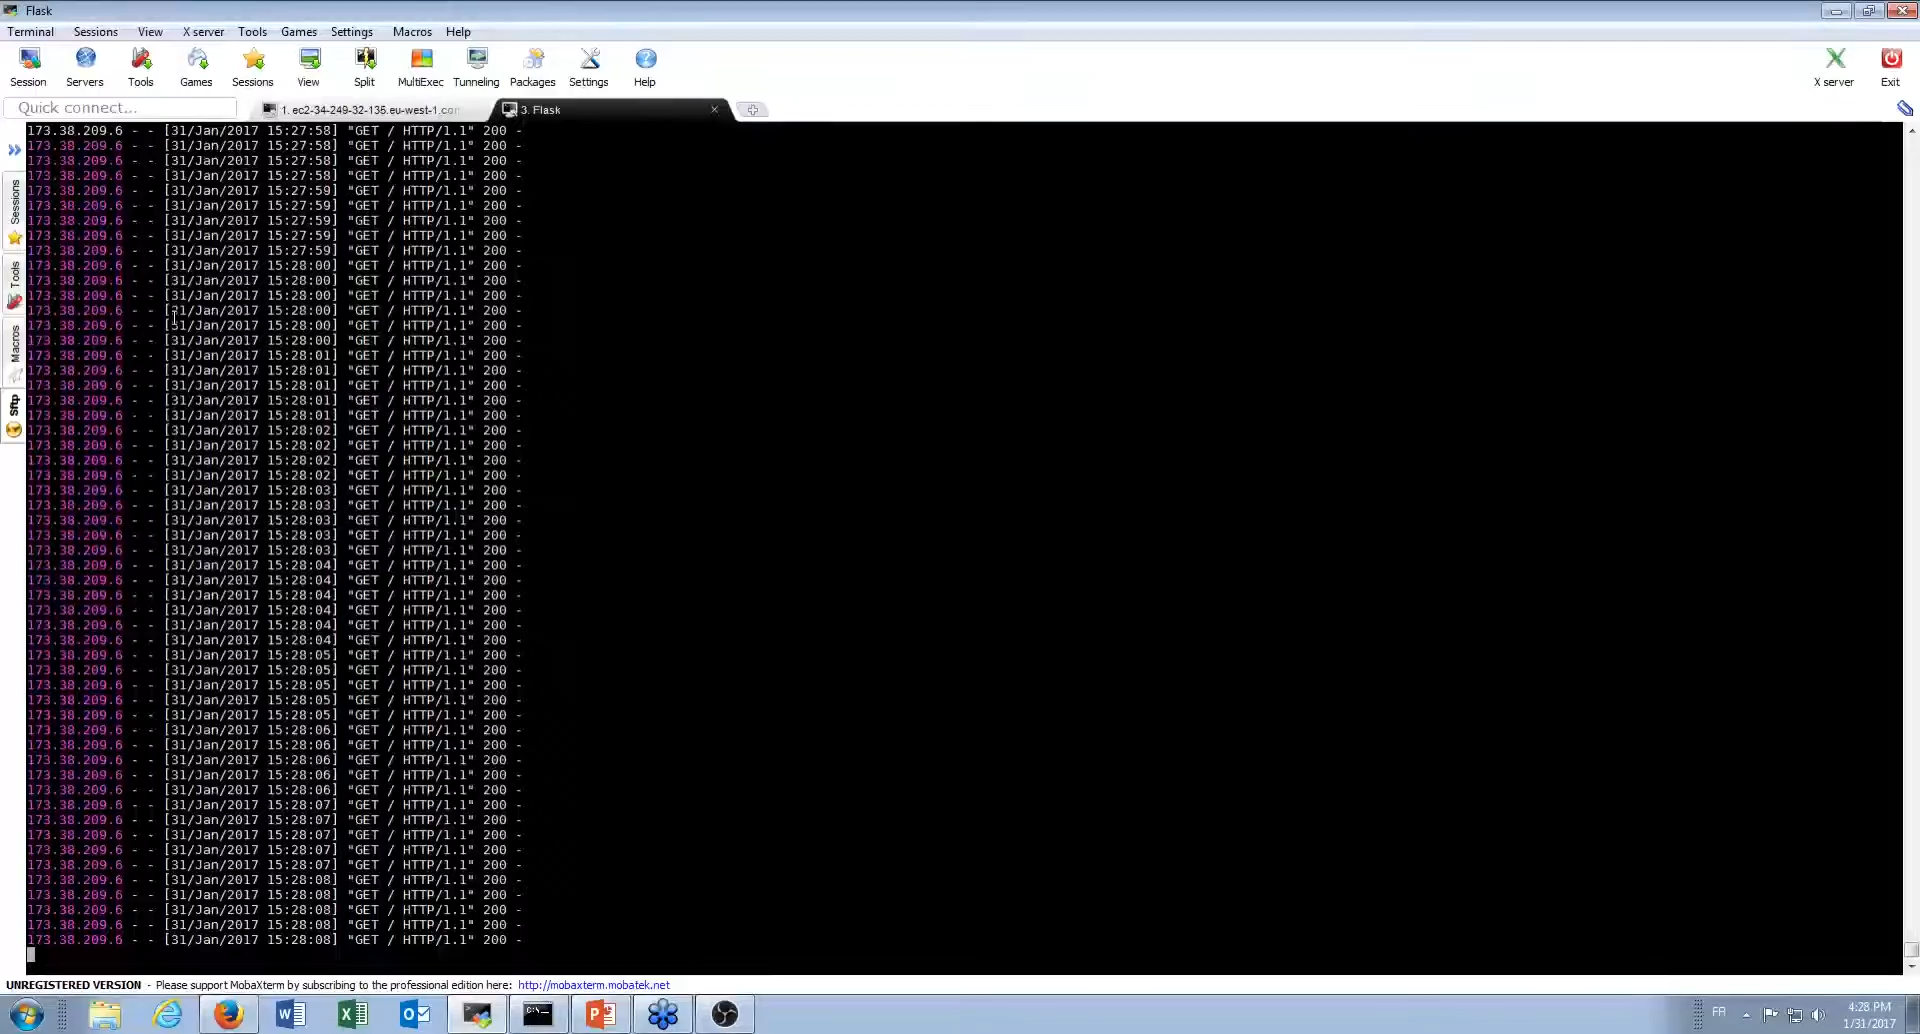 Flask
Terminal Sessions View X server Tools Games Settings Macros Help
Session Servers Tools Games Sessions View Split MultiExec Tunneling Packages Settings Help X server Exit
Quick connect...
1. ec2-34-249-32-135.eu-west-1.con
3. Flask
Sessions
Tools
Macros
Sftp
173.38.209.6 - - [31/Jan/2017 15:27:58] "GET / HTTP/1.1" 200 -
173.38.209.6 - - [31/Jan/2017 15:27:58] "GET / HTTP/1.1" 200 -
173.38.209.6 - - [31/Jan/2017 15:27:58] "GET / HTTP/1.1" 200 -
173.38.209.6 - - [31/Jan/2017 15:27:58] "GET / HTTP/1.1" 200 -
173.38.209.6 - - [31/Jan/2017 15:27:59] "GET / HTTP/1.1" 200 -
173.38.209.6 - - [31/Jan/2017 15:27:59] "GET / HTTP/1.1" 200 -
173.38.209.6 - - [31/Jan/2017 15:27:59] "GET / HTTP/1.1" 200 -
173.38.209.6 - - [31/Jan/2017 15:27:59] "GET / HTTP/1.1" 200 -
173.38.209.6 - - [31/Jan/2017 15:27:59] "GET / HTTP/1.1" 200 -
173.38.209.6 - - [31/Jan/2017 15:28:00] "GET / HTTP/1.1" 200 -
173.38.209.6 - - [31/Jan/2017 15:28:00] "GET / HTTP/1.1" 200 -
173.38.209.6 - - [31/Jan/2017 15:28:00] "GET / HTTP/1.1" 200 -
173.38.209.6 - - [31/Jan/2017 15:28:00] "GET / HTTP/1.1" 200 -
173.38.209.6 - - [31/Jan/2017 15:28:00] "GET / HTTP/1.1" 200 -
173.38.209.6 - - [31/Jan/2017 15:28:00] "GET / HTTP/1.1" 200 -
173.38.209.6 - - [31/Jan/2017 15:28:01] "GET / HTTP/1.1" 200 -
173.38.209.6 - - [31/Jan/2017 15:28:01] "GET / HTTP/1.1" 200 -
173.38.209.6 - - [31/Jan/2017 15:28:01] "GET / HTTP/1.1" 200 -
173.38.209.6 - - [31/Jan/2017 15:28:01] "GET / HTTP/1.1" 200 -
173.38.209.6 - - [31/Jan/2017 15:28:01] "GET / HTTP/1.1" 200 -
173.38.209.6 - - [31/Jan/2017 15:28:02] "GET / HTTP/1.1" 200 -
173.38.209.6 - - [31/Jan/2017 15:28:02] "GET / HTTP/1.1" 200 -
173.38.209.6 - - [31/Jan/2017 15:28:02] "GET / HTTP/1.1" 200 -
173.38.209.6 - - [31/Jan/2017 15:28:02] "GET / HTTP/1.1" 200 -
173.38.209.6 - - [31/Jan/2017 15:28:03] "GET / HTTP/1.1" 200 -
173.38.209.6 - - [31/Jan/2017 15:28:03] "GET / HTTP/1.1" 200 -
173.38.209.6 - - [31/Jan/2017 15:28:03] "GET / HTTP/1.1" 200 -
173.38.209.6 - - [31/Jan/2017 15:28:03] "GET / HTTP/1.1" 200 -
173.38.209.6 - - [31/Jan/2017 15:28:03] "GET / HTTP/1.1" 200 -
173.38.209.6 - - [31/Jan/2017 15:28:04] "GET / HTTP/1.1" 200 -
173.38.209.6 - - [31/Jan/2017 15:28:04] "GET / HTTP/1.1" 200 -
173.38.209.6 - - [31/Jan/2017 15:28:04] "GET / HTTP/1.1" 200 -
173.38.209.6 - - [31/Jan/2017 15:28:04] "GET / HTTP/1.1" 200 -
173.38.209.6 - - [31/Jan/2017 15:28:04] "GET / HTTP/1.1" 200 -
173.38.209.6 - - [31/Jan/2017 15:28:04] "GET / HTTP/1.1" 200 -
173.38.209.6 - - [31/Jan/2017 15:28:05] "GET / HTTP/1.1" 200 -
173.38.209.6 - - [31/Jan/2017 15:28:05] "GET / HTTP/1.1" 200 -
173.38.209.6 - - [31/Jan/2017 15:28:05] "GET / HTTP/1.1" 200 -
173.38.209.6 - - [31/Jan/2017 15:28:05] "GET / HTTP/1.1" 200 -
173.38.209.6 - - [31/Jan/2017 15:28:05] "GET / HTTP/1.1" 200 -
173.38.209.6 - - [31/Jan/2017 15:28:06] "GET / HTTP/1.1" 200 -
173.38.209.6 - - [31/Jan/2017 15:28:06] "GET / HTTP/1.1" 200 -
173.38.209.6 - - [31/Jan/2017 15:28:06] "GET / HTTP/1.1" 200 -
173.38.209.6 - - [31/Jan/2017 15:28:06] "GET / HTTP/1.1" 200 -
173.38.209.6 - - [31/Jan/2017 15:28:06] "GET / HTTP/1.1" 200 -
173.38.209.6 - - [31/Jan/2017 15:28:07] "GET / HTTP/1.1" 200 -
173.38.209.6 - - [31/Jan/2017 15:28:07] "GET / HTTP/1.1" 200 -
173.38.209.6 - - [31/Jan/2017 15:28:07] "GET / HTTP/1.1" 200 -
173.38.209.6 - - [31/Jan/2017 15:28:07] "GET / HTTP/1.1" 200 -
173.38.209.6 - - [31/Jan/2017 15:28:07] "GET / HTTP/1.1" 200 -
173.38.209.6 - - [31/Jan/2017 15:28:08] "GET / HTTP/1.1" 200 -
173.38.209.6 - - [31/Jan/2017 15:28:08] "GET / HTTP/1.1" 200 -
173.38.209.6 - - [31/Jan/2017 15:28:08] "GET / HTTP/1.1" 200 -
173.38.209.6 - - [31/Jan/2017 15:28:08] "GET / HTTP/1.1" 200 -
173.38.209.6 - - [31/Jan/2017 15:28:08] "GET / HTTP/1.1" 200 -
UNREGISTERED VERSION - Please support MobaXterm by subscribing to the professional edition here: http://mobaxterm.mobatek.net
FR
4:28 PM
1/31/2017